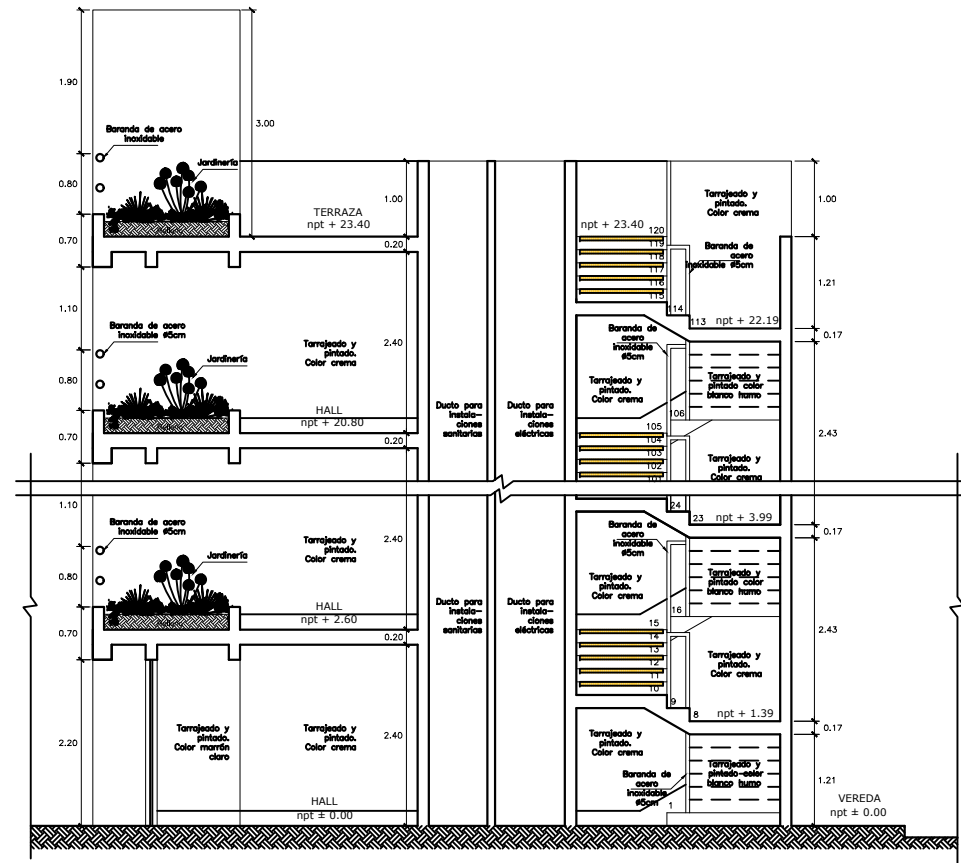 1.90
Baranda de acero
inoxidable
3.00
0.80
Jardinería
0.70
Relleno
TERRAZA
npt + 23.40
1.00
0.20
1.10
Baranda de acero
inoxidable ø5cm
0.80
Jardinería
0.70
Relleno
Tarrajeado y
pintado.
Color crema
2.40
HALL
npt + 20.80
0.20
1.10
Baranda de acero
inoxidable ø5cm
0.80
Jardinería
0.70
Relleno
Tarrajeado y
pintado.
Color crema
2.40
HALL
npt + 2.60
0.20
2.20
Tarrajeado y
pintado.
Color marrón
claro
Tarrajeado y
pintado.
Color crema
2.40
HALL
npt ± 0.00
Ducto para
instala-
ciones
sanitarias
Ducto para
instala-
ciones
eléctricas
Ducto para
instala-
ciones
sanitarias
Ducto para
instala-
ciones
eléctricas
npt + 23.40
120
119
118
117
116
115
114
113
npt + 22.19
Tarrajeado y
pintado.
Color crema
Baranda de
acero
inoxidable ø5cm
1.00
1.21
0.17
Baranda de
acero
inoxidable
ø5cm
Tarrajeado y
pintado.
Color crema
Tarrajeado y
pintado color
blanco humo
106
105
104
103
102
101
Tarrajeado y
pintado.
Color crema
2.43
24
23
npt + 3.99
0.17
Baranda de
acero
inoxidable
ø5cm
Tarrajeado y
pintado.
Color crema
Tarrajeado y
pintado color
blanco humo
16
15
14
13
12
11
10
9
8
Tarrajeado y
pintado.
Color crema
npt + 1.39
2.43
0.17
Tarrajeado y
pintado.
Color crema
Baranda de
acero
inoxidable
ø5cm
Tarrajeado y
pintado-color
blanco humo
1
1.21
VEREDA
npt ± 0.00